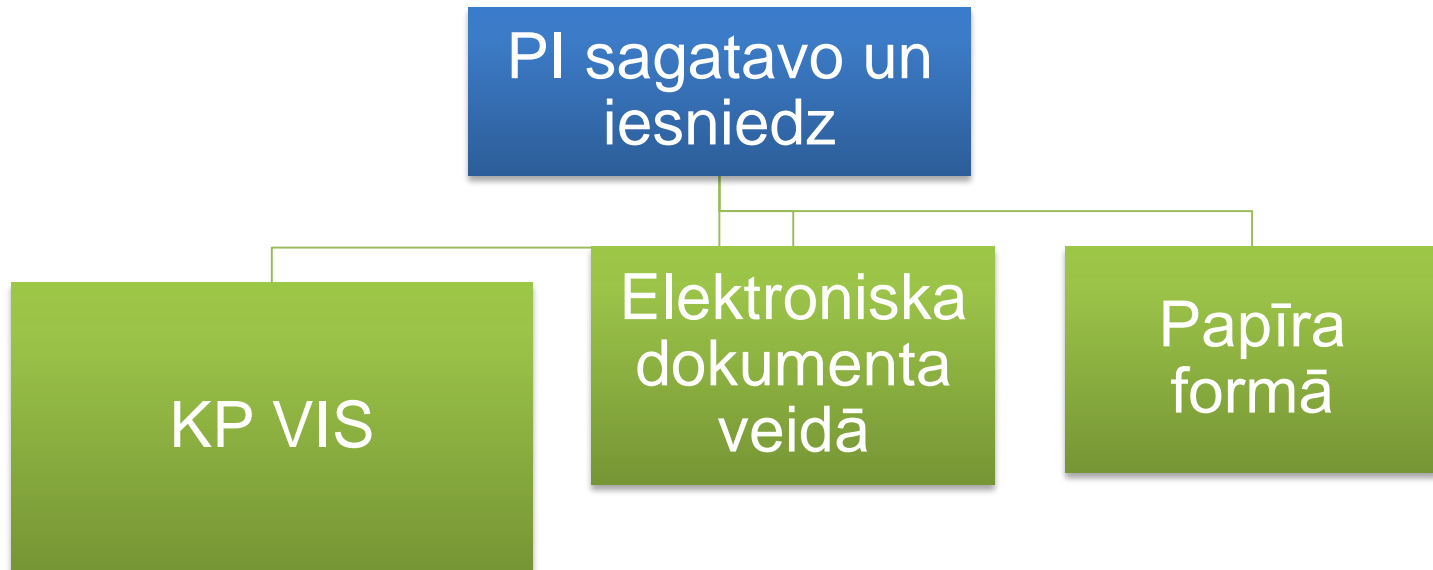 PI sagatavo un
iesniedz
KP VIS
Elektroniska
dokumenta
veidā
Papīra
formā